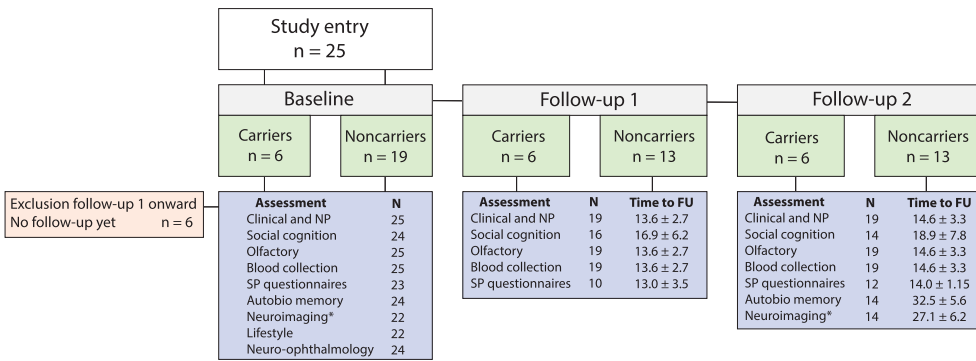 Study entry
n = 25
Baseline
Carriers
n = 6
Noncarriers
n = 19
Exclusion follow-up 1 onward
No follow-up yet n = 6
Assessment N
Clinical and NP 25
Social cognition 24
Olfactory 25
Blood collection 25
SP questionnaires 23
Autobio memory 24
Neuroimaging* 22
Lifestyle 22
Neuro-ophthalmology 24
Follow-up 1
Carriers
n = 6
Noncarriers
n = 13
Assessment N Time to FU
Clinical and NP 19 13.6 ± 2.7
Social cognition 16 16.9 ± 6.2
Olfactory 19 13.6 ± 2.7
Blood collection 19 13.6 ± 2.7
SP questionnaires 10 13.0 ± 3.5
Follow-up 2
Carriers
n = 6
Noncarriers
n = 13
Assessment N Time to FU
Clinical and NP 19 14.6 ± 3.3
Social cognition 14 18.9 ± 7.8
Olfactory 19 14.6 ± 3.3
Blood collection 19 14.6 ± 3.3
SP questionnaires 12 14.0 ± 1.15
Autobio memory 14 32.5 ± 5.6
Neuroimaging* 14 27.1 ± 6.2